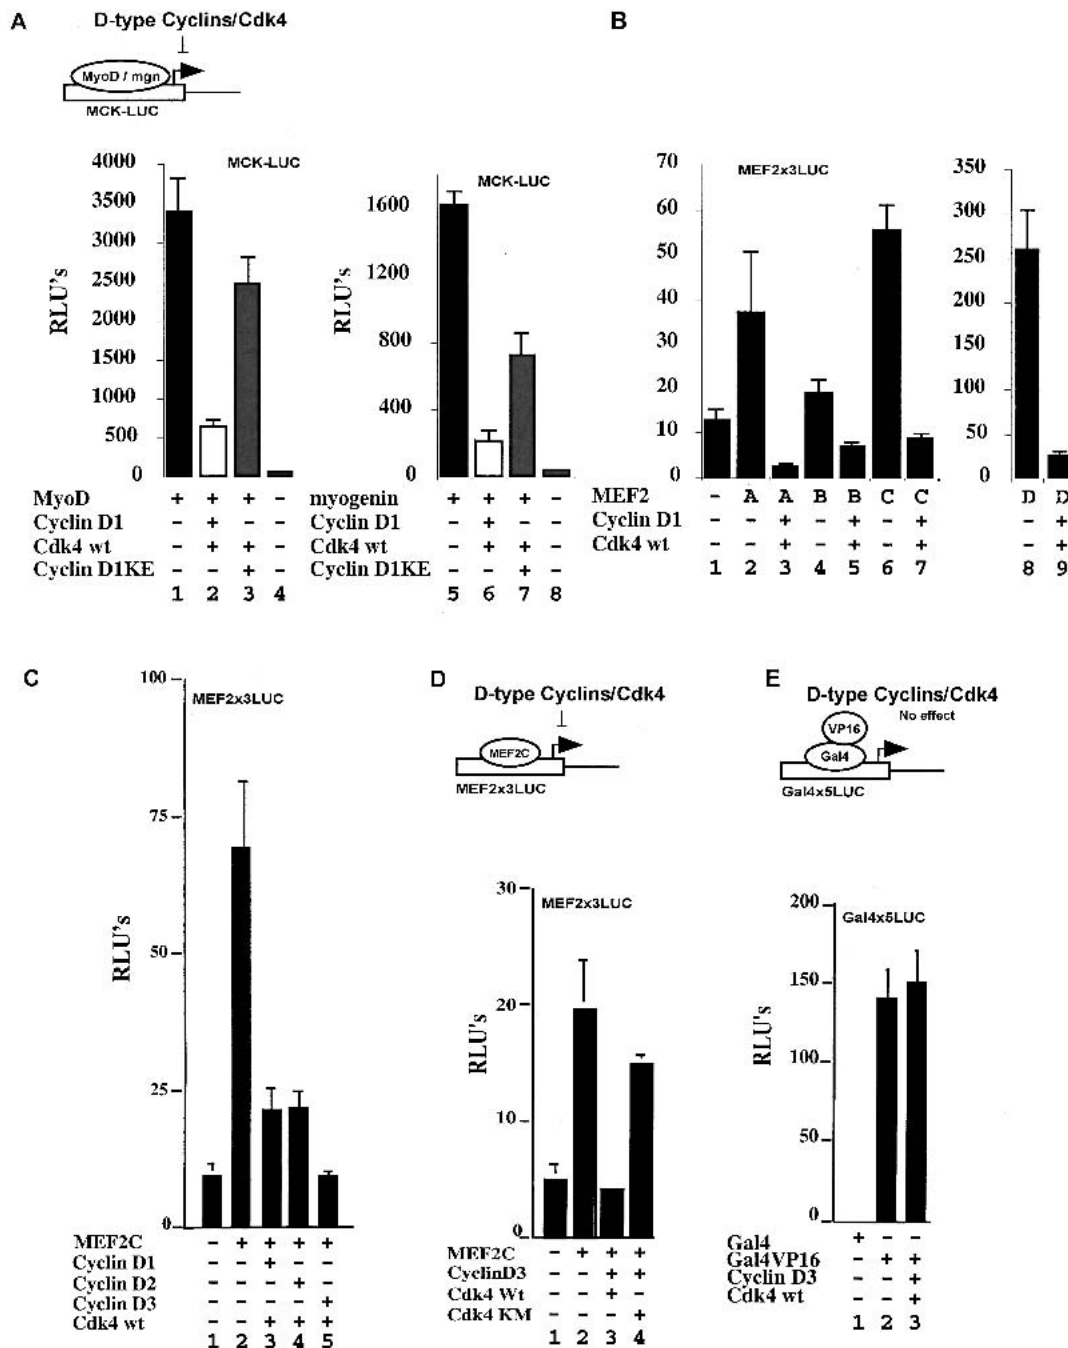 A
D-type Cyclins/Cdk4
MyoD / mgn
MCK-LUC
MCK-LUC
RLU's
4000
3500
3000
2500
2000
1500
1000
500
0
MyoD + + + -
Cyclin D1 - + - -
Cdk4 wt - + + -
Cyclin D1KE - - + -
1 2 3 4
MCK-LUC
1600
1200
800
400
0
RLU's
myogenin + + + -
Cyclin D1 - + - -
Cdk4 wt - + + -
Cyclin D1KE - - + -
5 6 7 8
B
MEF2x3LUC
70
60
50
40
30
20
10
0
350
300
250
200
150
100
50
0
MEF2 - A A B B C C D D
Cyclin D1 - - + - + - + - +
Cdk4 wt - - + - + - + - +
1 2 3 4 5 6 7 8 9
C
MEF2x3LUC
100
75
50
25
0
RLU's
MEF2C - + + + +
Cyclin D1 - - + - -
Cyclin D2 - - - + -
Cyclin D3 - - - - +
Cdk4 wt - - + + +
1 2 3 4 5
D
D-type Cyclins/Cdk4
MEF2C
MEF2x3LUC
MEF2x3LUC
30
20
10
0
RLU's
MEF2C - + + +
CyclinD3 - - + +
Cdk4 Wt - - + -
Cdk4 KM - - - +
1 2 3 4
E
D-type Cyclins/Cdk4
No effect
VP16
Gal4
Gal4x5LUC
Gal4x5LUC
200
150
100
50
0
RLU's
Gal4 + - -
Gal4VP16 - + +
Cyclin D3 - - +
Cdk4 wt - - +
1 2 3